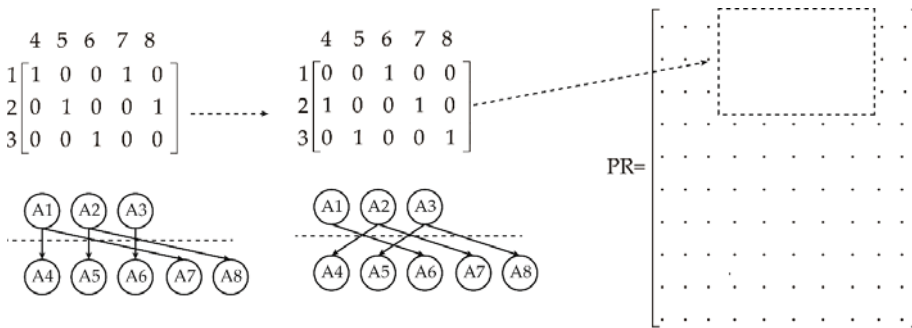 4 5 6 7 8
1 1 0 0 1 0
2 0 1 0 0 1
3 0 0 1 0 0
4 5 6 7 8
1 0 0 1 0 0
2 1 0 0 1 0
3 0 1 0 0 1
PR=
A1 A2 A3
A4 A5 A6 A7 A8
A1 A2 A3
A4 A5 A6 A7 A8